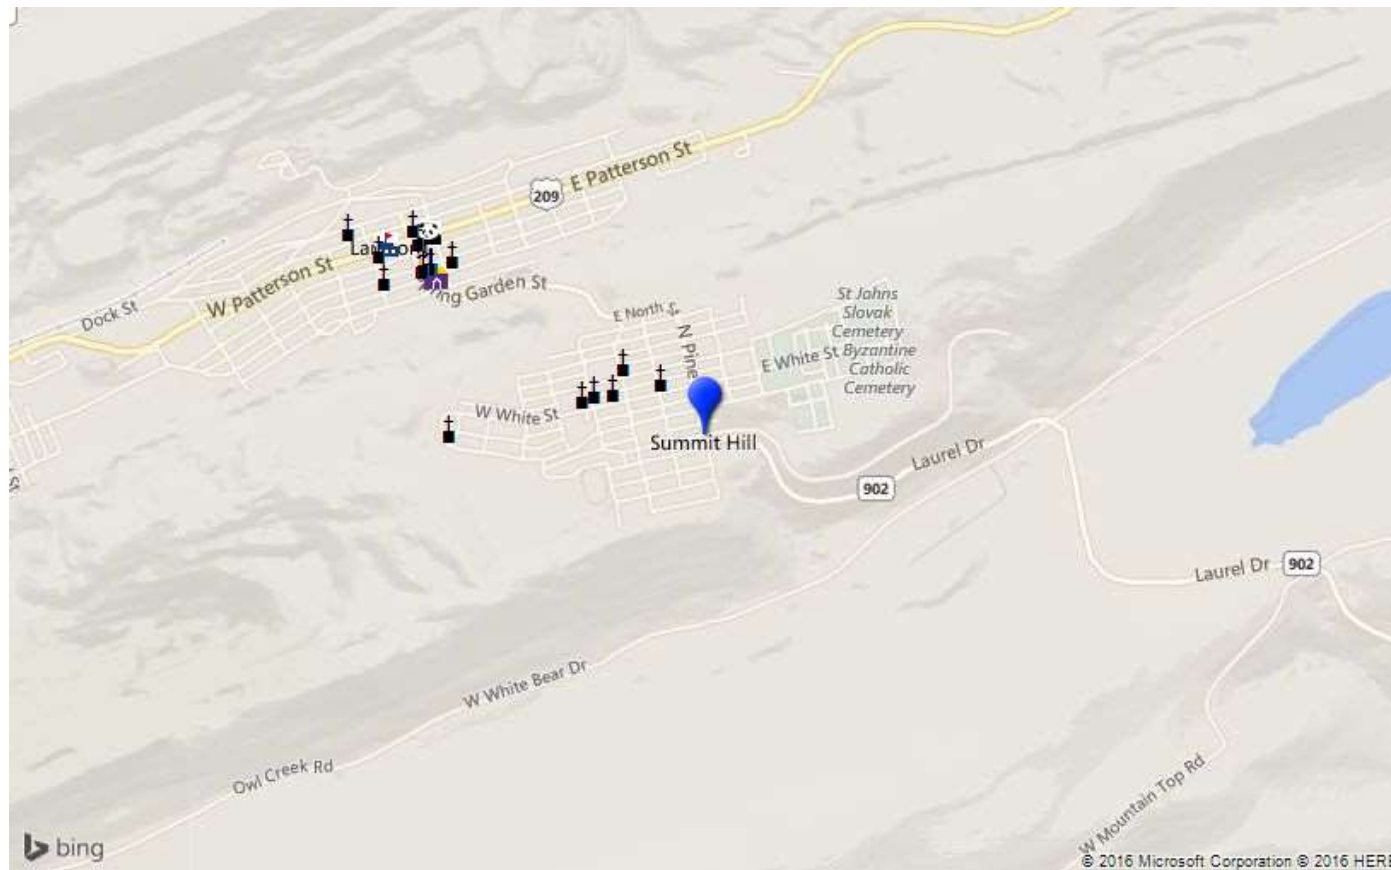 E Patterson St
209
W Patterson St
Dock St
Garden St
E North St
N Pine
St Johns
Slovak
Cemetery
E White St
Byzantine
Catholic
Cemetery
W White St
Summit Hill
Laurel Dr
902
Laurel Dr
902
W White Bear Dr
Owl Creek Rd
W Mountain Top Rd
bing
© 2016 Microsoft Corporation © 2016 HERE